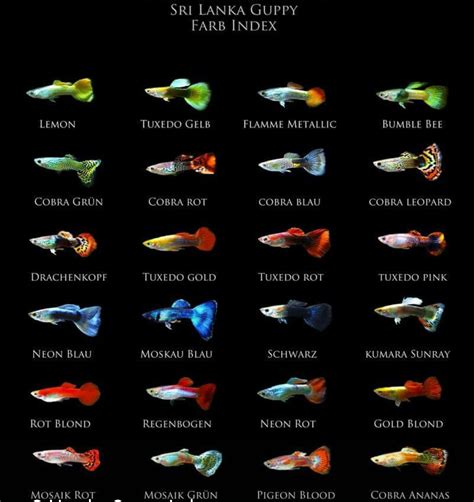 Sri Lanka Guppy
Farb Index
Lemon Tuxedo Gelb Flamme Metallic Bumble Bee
Cobra Grün Cobra rot cobra blau cobra leopard
Drachenkopf Tuxedo gold Tuxedo rot tuxedo pink
Neon Blau Moskau Blau Schwarz kumara Sunray
Rot Blond Regenbogen Neon Rot Gold Blond
Mosaik Rot Mosaik Grün Pigeon Blood Cobra Ananas